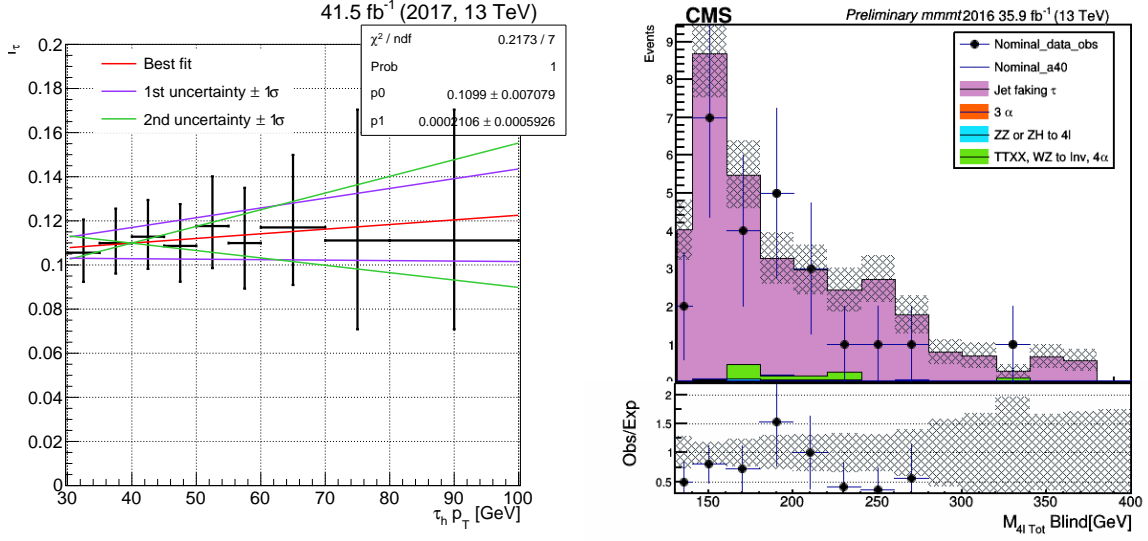 41.5 fb⁻¹ (2017, 13 TeV)
f_τ
0.2
0.18
0.16
0.14
0.12
0.1
0.08
0.06
0.04
0.02
0
30 40 50 60 70 80 90 100
τ_h p_T [GeV]
Best fit
1st uncertainty ± 1σ
2nd uncertainty ± 1σ
χ² / ndf 0.2173 / 7
Prob 1
p0 0.1099 ± 0.007079
p1 0.0002106 ± 0.0005926
CMS
Preliminary mmmt 2016 35.9 fb⁻¹ (13 TeV)
Events
9
8
7
6
5
4
3
2
1
0
Nominal_data_obs
Nominal_a40
Jet faking τ
3 α
ZZ or ZH to 4l
TTXX, WZ to Inv, 4α
Obs/Exp
2
1.5
1
0.5
150 200 250 300 350 400
M_4l Tot Blind[GeV]